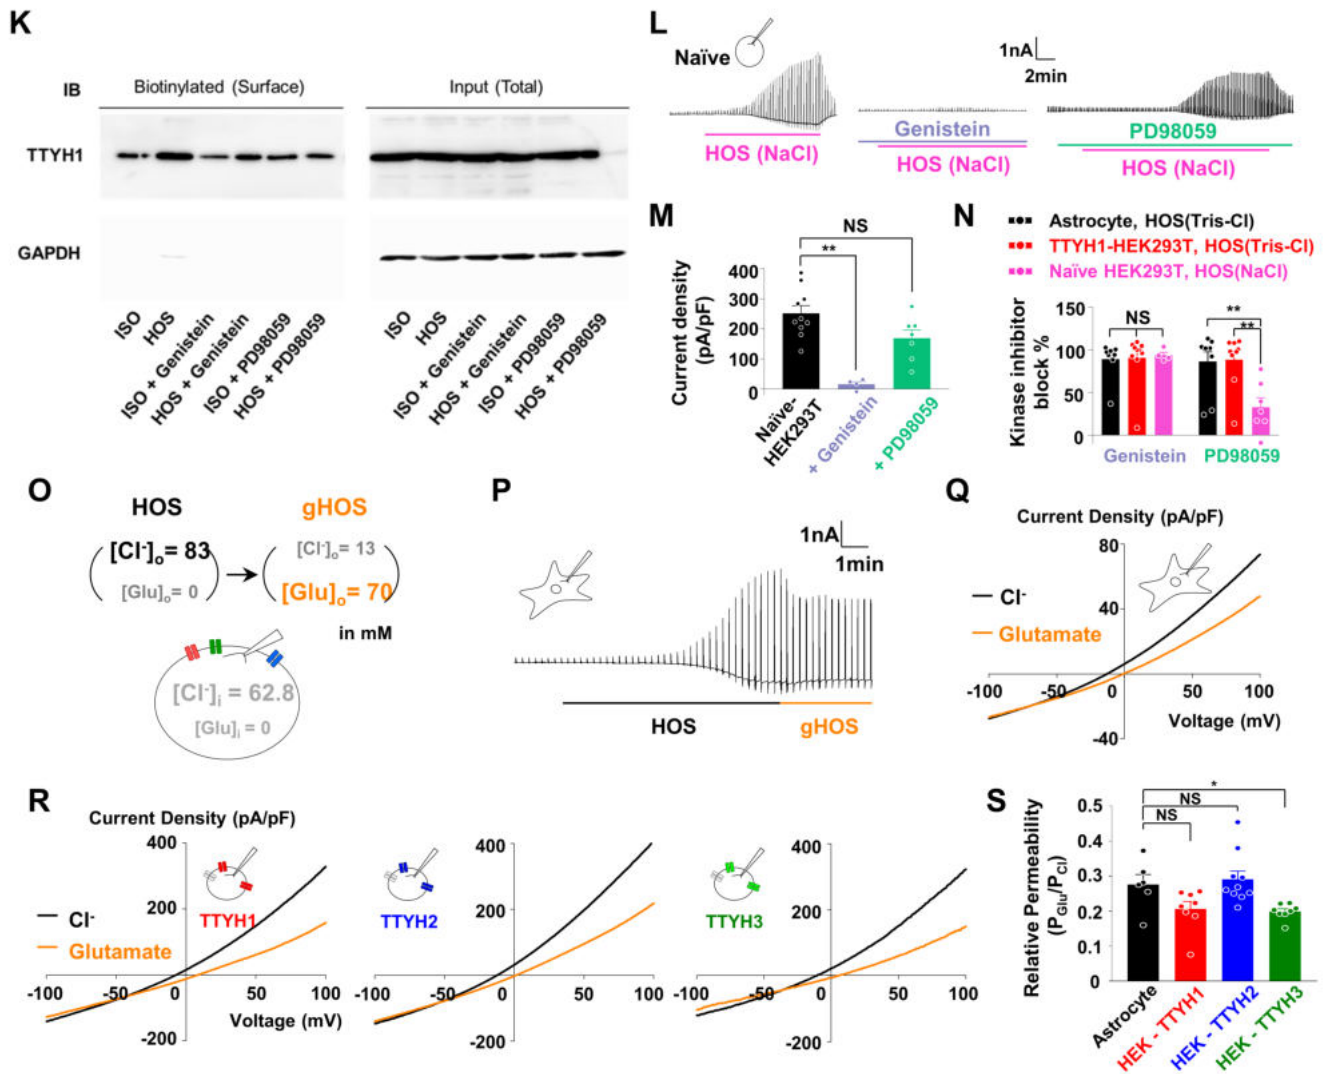 K
IB
Biotinylated (Surface)
Input (Total)
TTYH1
GAPDH
ISO
HOS
ISO + Genistein
HOS + Genistein
ISO + PD98059
HOS + PD98059
ISO
HOS
ISO + Genistein
HOS + Genistein
ISO + PD98059
HOS + PD98059
L
Naïve
1nA
2min
HOS (NaCl)
Genistein
HOS (NaCl)
PD98059
HOS (NaCl)
M
NS
**
Current density
(pA/pF)
400
300
200
100
0
Naïve-
HEK293T
+ Genistein
+ PD98059
N
Astrocyte, HOS(Tris-Cl)
TTYH1-HEK293T, HOS(Tris-Cl)
Naïve HEK293T, HOS(NaCl)
Kinase inhibitor
block %
150
100
50
0
NS
**
**
Genistein
PD98059
O
HOS
gHOS
[Cl-]o= 83
[Glu]o= 0
[Cl-]o= 13
[Glu]o= 70
in mM
[Cl-]i = 62.8
[Glu]i = 0
P
1nA
1min
HOS
gHOS
Q
Current Density (pA/pF)
80
40
-40
-100
-50
0
50
100
Voltage (mV)
Cl-
Glutamate
R
Current Density (pA/pF)
400
200
-200
-100
-50
0
50
100
Voltage (mV)
Cl-
Glutamate
TTYH1
400
200
-200
-100
-50
0
50
100
TTYH2
400
200
-200
-100
-50
0
50
100
TTYH3
S
Relative Permeability
(PGlu/PCl)
0.5
0.4
0.3
0.2
0.1
0
*
NS
NS
Astrocyte
HEK - TTYH1
HEK - TTYH2
HEK - TTYH3